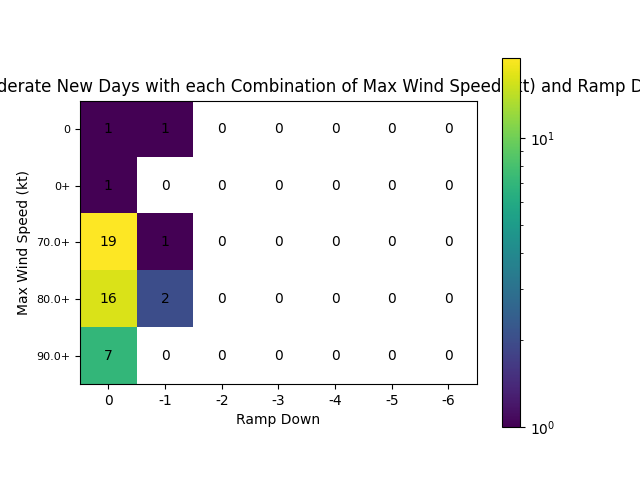 derate New Days with each Combination of Max Wind Speed (kt) and Ramp D
Max Wind Speed (kt)
0 1 1 0 0 0 0 0
0+ 1 0 0 0 0 0 0
70.0+ 19 1 0 0 0 0 0
80.0+ 16 2 0 0 0 0 0
90.0+ 7 0 0 0 0 0 0
0 -1 -2 -3 -4 -5 -6
Ramp Down
10¹
10⁰